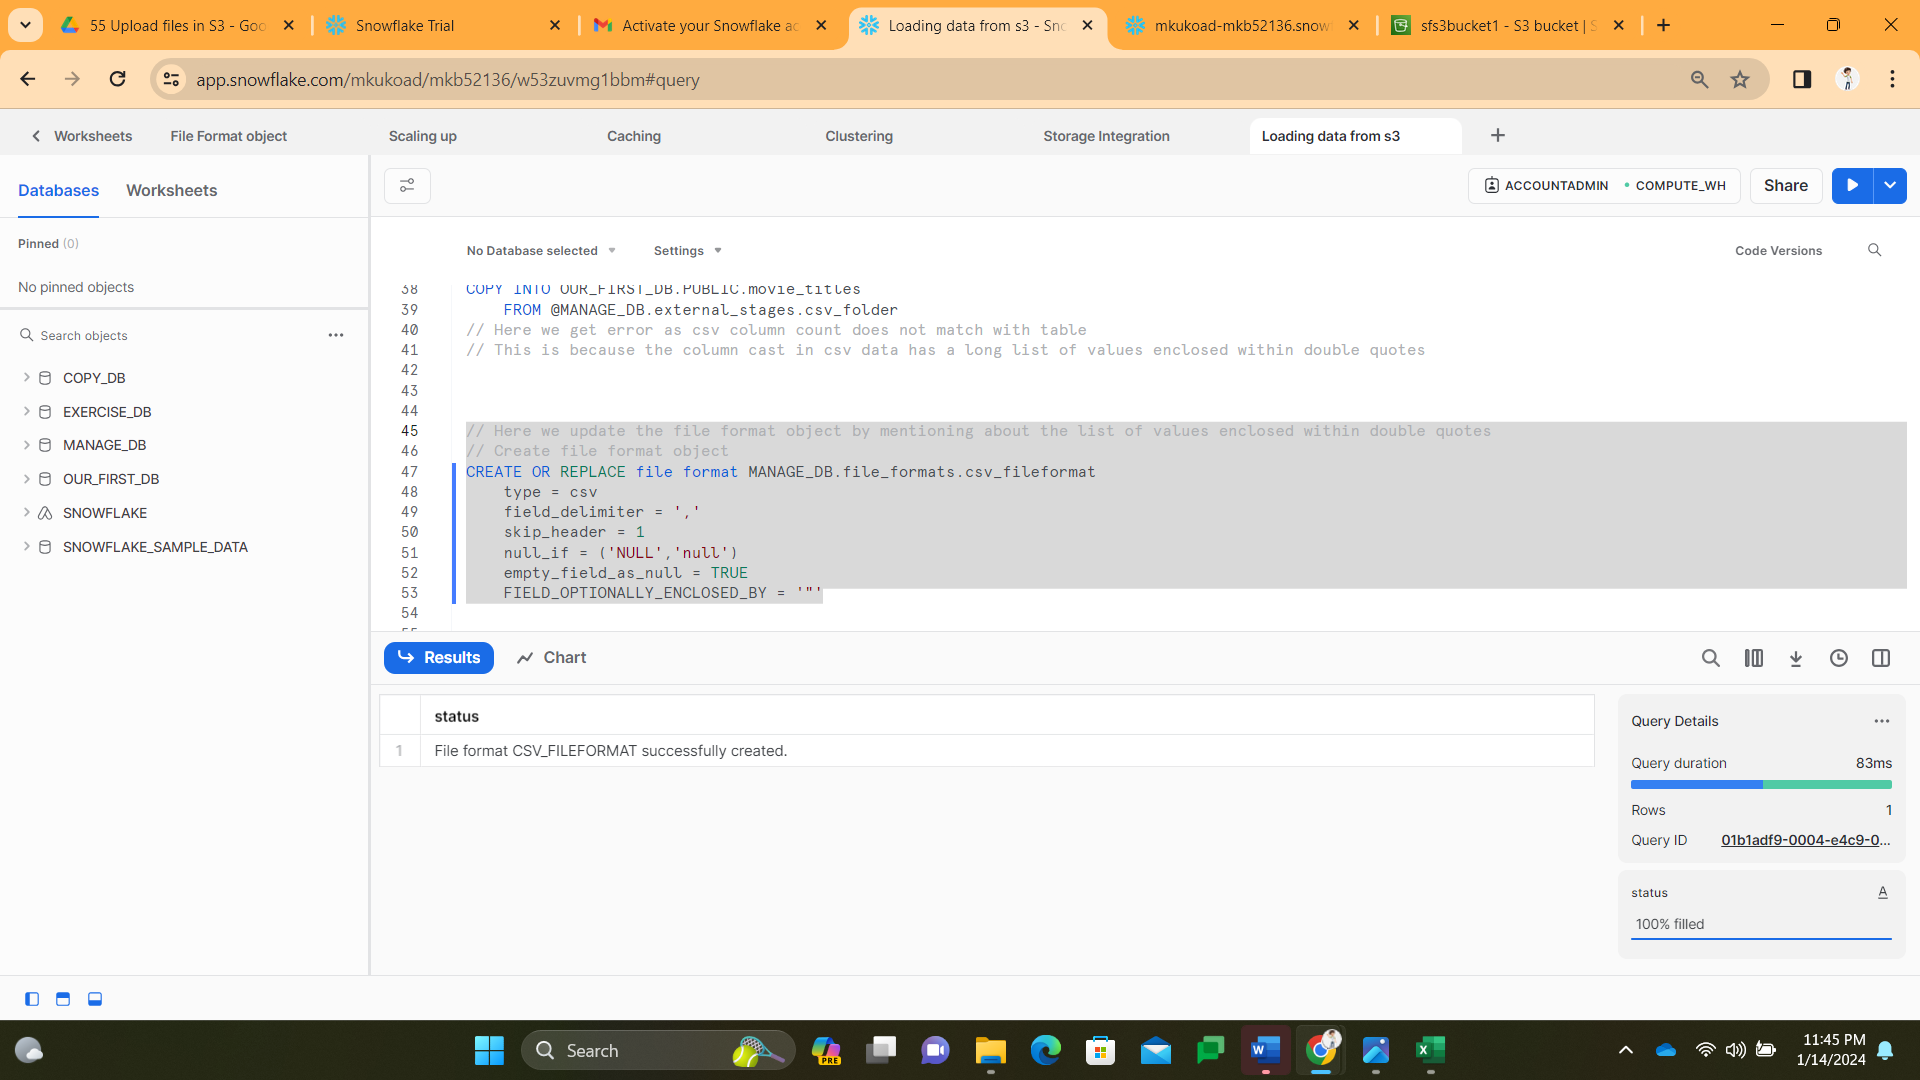 55 Upload files in S3 - Goo
Snowflake Trial
Activate your Snowflake ac
Loading data from s3 - Sno
mkukoad-mkb52136.snowf
sfs3bucket1 - S3 bucket | S
app.snowflake.com/mkukoad/mkb52136/w53zuvmg1bbm#query
Worksheets
File Format object
Scaling up
Caching
Clustering
Storage Integration
Loading data from s3
Databases
Worksheets
ACCOUNTADMIN
COMPUTE_WH
Share
Pinned (0)
No pinned objects
Search objects
COPY_DB
EXERCISE_DB
MANAGE_DB
OUR_FIRST_DB
SNOWFLAKE
SNOWFLAKE_SAMPLE_DATA
No Database selected
Settings
Code Versions
38 COPY INTO OUR_FIRST_DB.PUBLIC.movie_titles
39 FROM @MANAGE_DB.external_stages.csv_folder
40 // Here we get error as csv column count does not match with table
41 // This is because the column cast in csv data has a long list of values enclosed within double quotes
42
43
44
45 // Here we update the file format object by mentioning about the list of values enclosed within double quotes
46 // Create file format object
47 CREATE OR REPLACE file format MANAGE_DB.file_formats.csv_fileformat
48 type = csv
49 field_delimiter = ','
50 skip_header = 1
51 null_if = ('NULL','null')
52 empty_field_as_null = TRUE
53 FIELD_OPTIONALLY_ENCLOSED_BY = '"'
54
55
Results
Chart
status
1 File format CSV_FILEFORMAT successfully created.
Query Details
Query duration 83ms
Rows 1
Query ID 01b1adf9-0004-e4c9-0...
status A
100% filled
Search
PRE
11:45 PM
1/14/2024